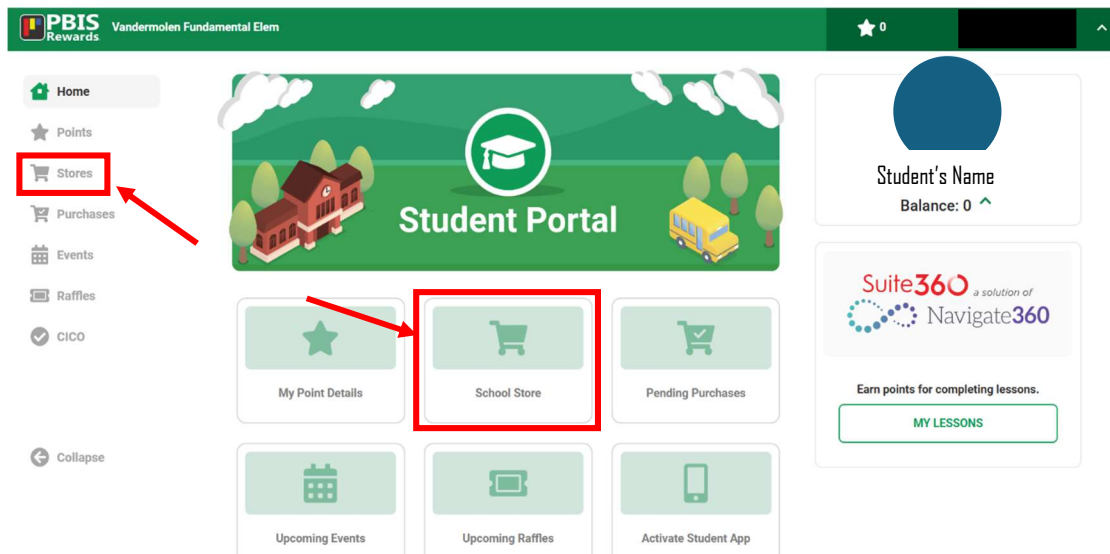 PBIS
Rewards
Vandermolen Fundamental Elem
0
Home
Points
Stores
Purchases
Events
Raffles
CICO
Collapse
Student Portal
My Point Details
School Store
Pending Purchases
Upcoming Events
Upcoming Raffles
Activate Student App
Student's Name
Balance: 0
Suite360 a solution of
Navigate360
Earn points for completing lessons.
MY LESSONS